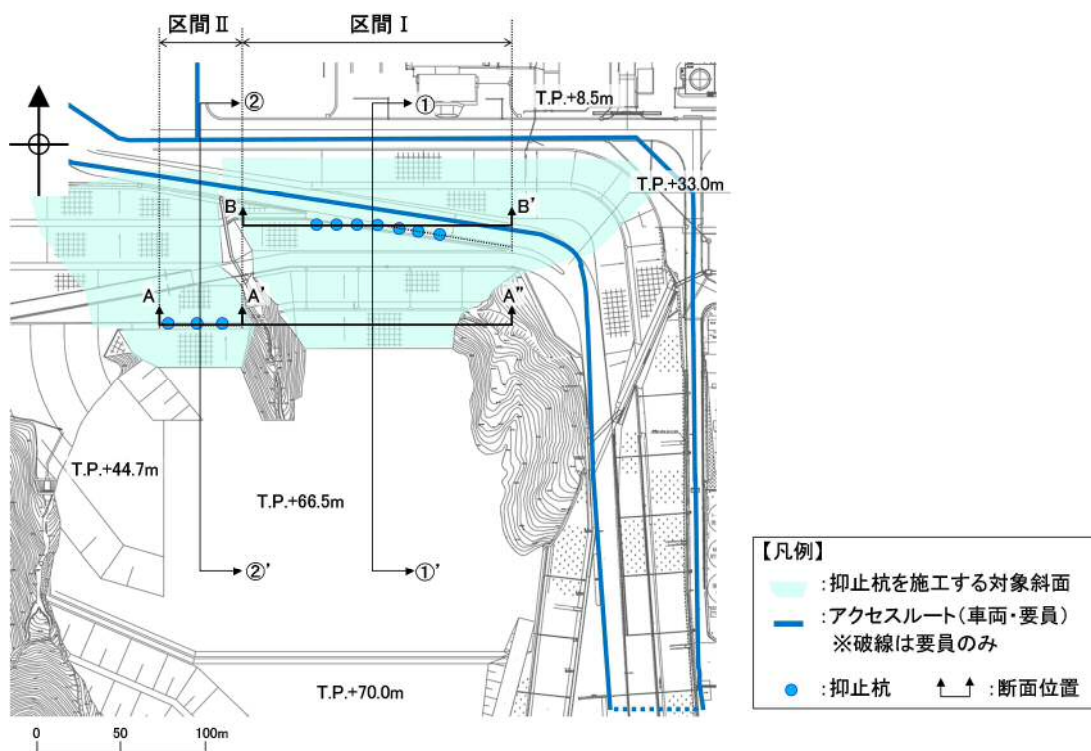 区間Ⅱ
区間Ⅰ
②
①
T.P.+8.5m
T.P.+33.0m
B
B'
A
A'
A"
T.P.+44.7m
T.P.+66.5m
②'
①'
T.P.+70.0m
0 50 100m
【凡例】
:抑止杭を施工する対象斜面
:アクセスルート(車両・要員)
※破線は要員のみ
:抑止杭
:断面位置